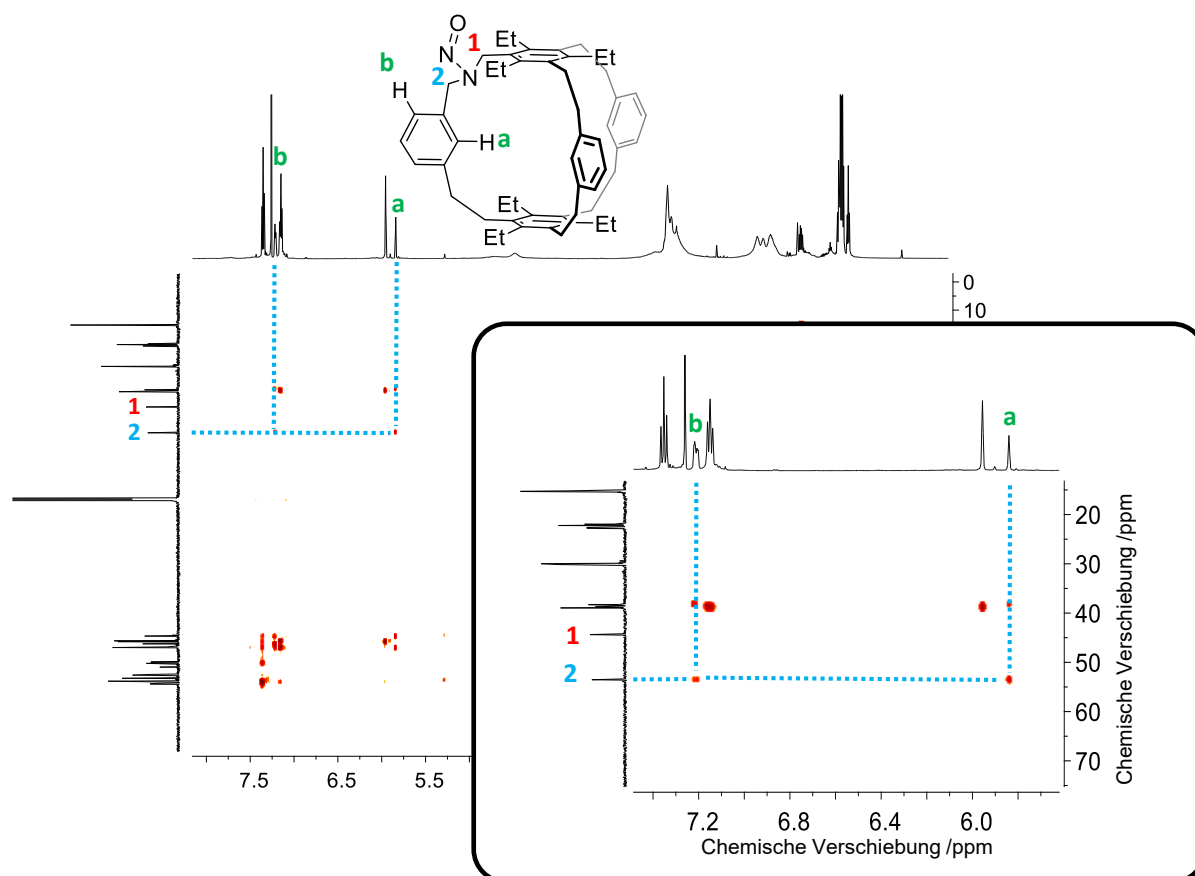 O
N
N
1
2
b
H
H
a
Et
Et
Et
Et
Et
Et
Et
Et
b
a
0
10
1
2
7.5
6.5
5.5
b
a
1
2
20
30
40
50
60
70
Chemische Verschiebung /ppm
7.2
6.8
6.4
6.0
Chemische Verschiebung /ppm